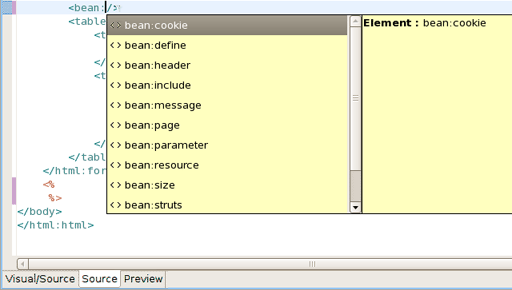 <bean:/>
<table
<t
</
<t
</
</tabl
</html:for
<%
%>
</body>
</html:html>
<> bean:cookie
<> bean:define
<> bean:header
<> bean:include
<> bean:message
<> bean:page
<> bean:parameter
<> bean:resource
<> bean:size
<> bean:struts
Element : bean:cookie
Visual/Source Source Preview